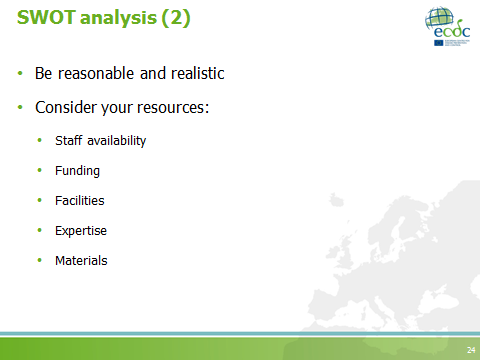 SWOT analysis (2)
ecdc
• Be reasonable and realistic
• Consider your resources:
• Staff availability
• Funding
• Facilities
• Expertise
• Materials
24